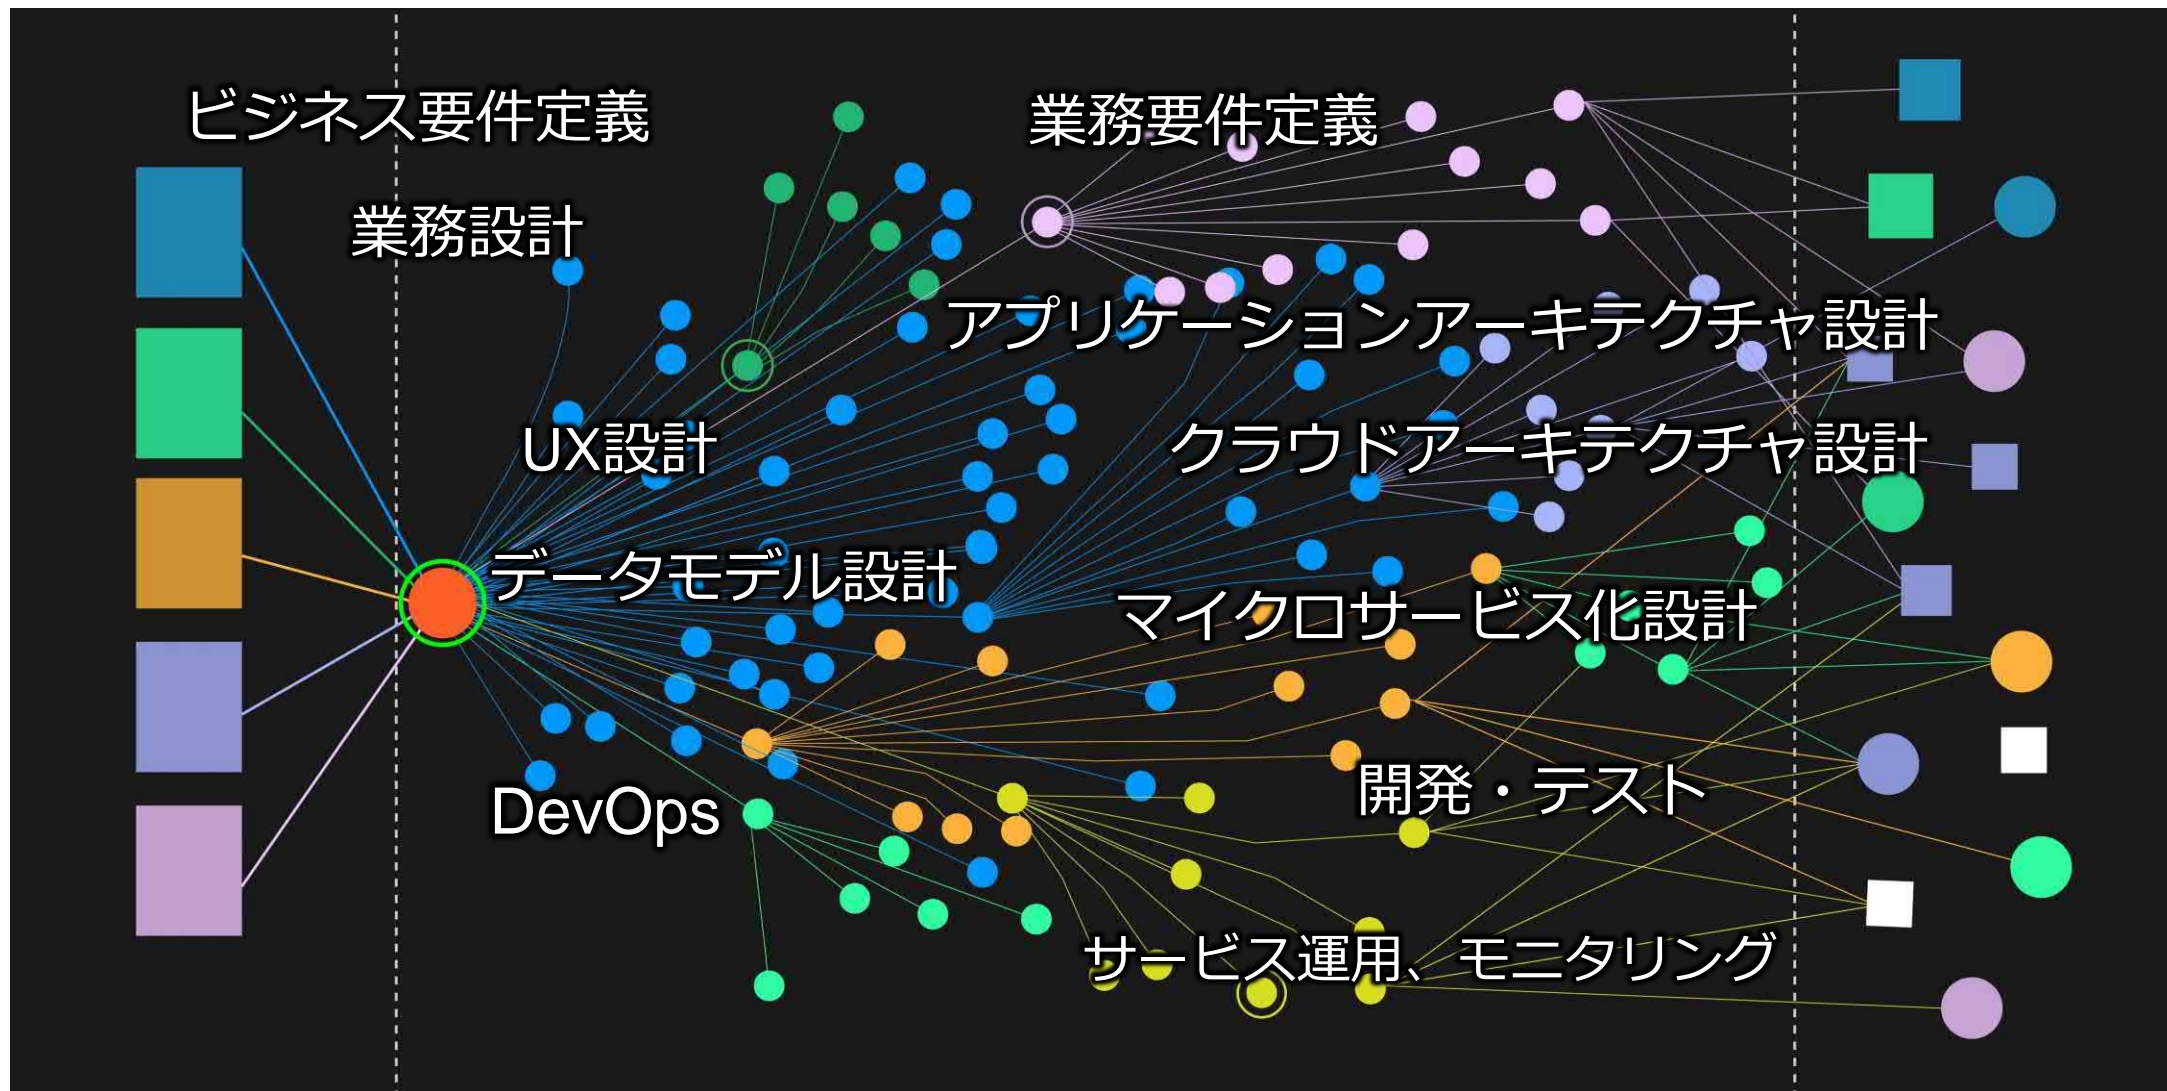 ビジネス要件定義
業務要件定義
業務設計
アプリケーションアーキテクチャ設計
UX設計
クラウドアーキテクチャ設計
データモデル設計
マイクロサービス化設計
DevOps
開発・テスト
サービス運用、モニタリング